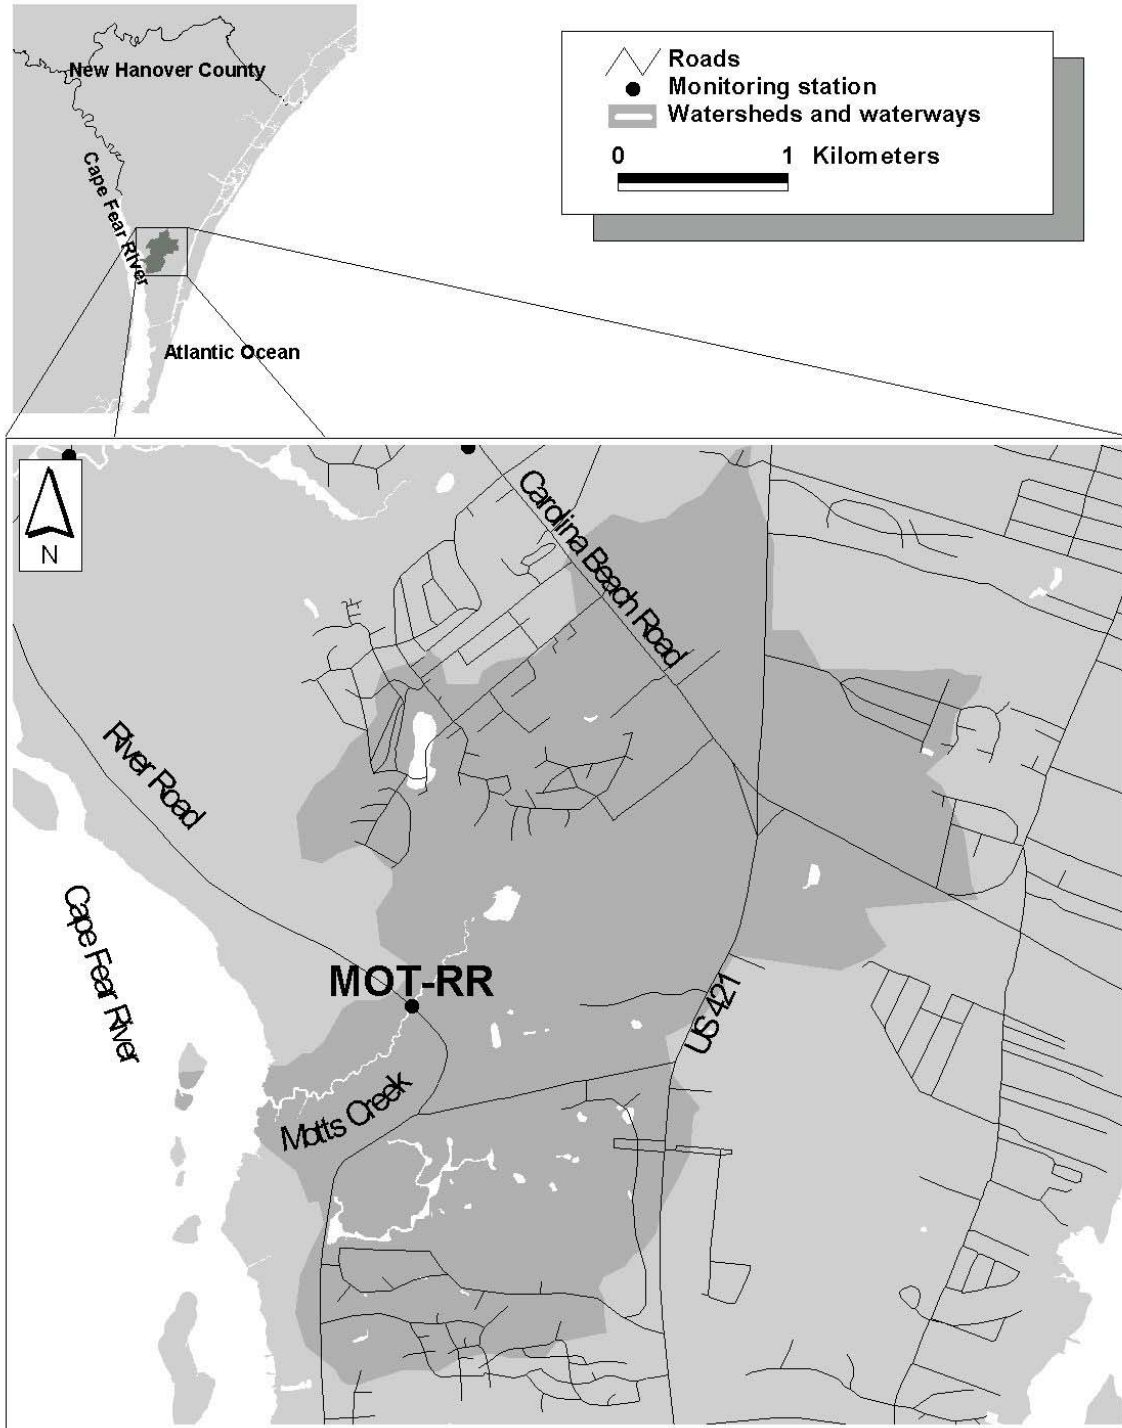 New Hanover County
Cape Fear River
Atlantic Ocean
Roads
Monitoring station
Watersheds and waterways
0 1 Kilometers
N
Carolina Beach Road
River Road
Cape Fear River
MOT-RR
US 421
Motts Creek